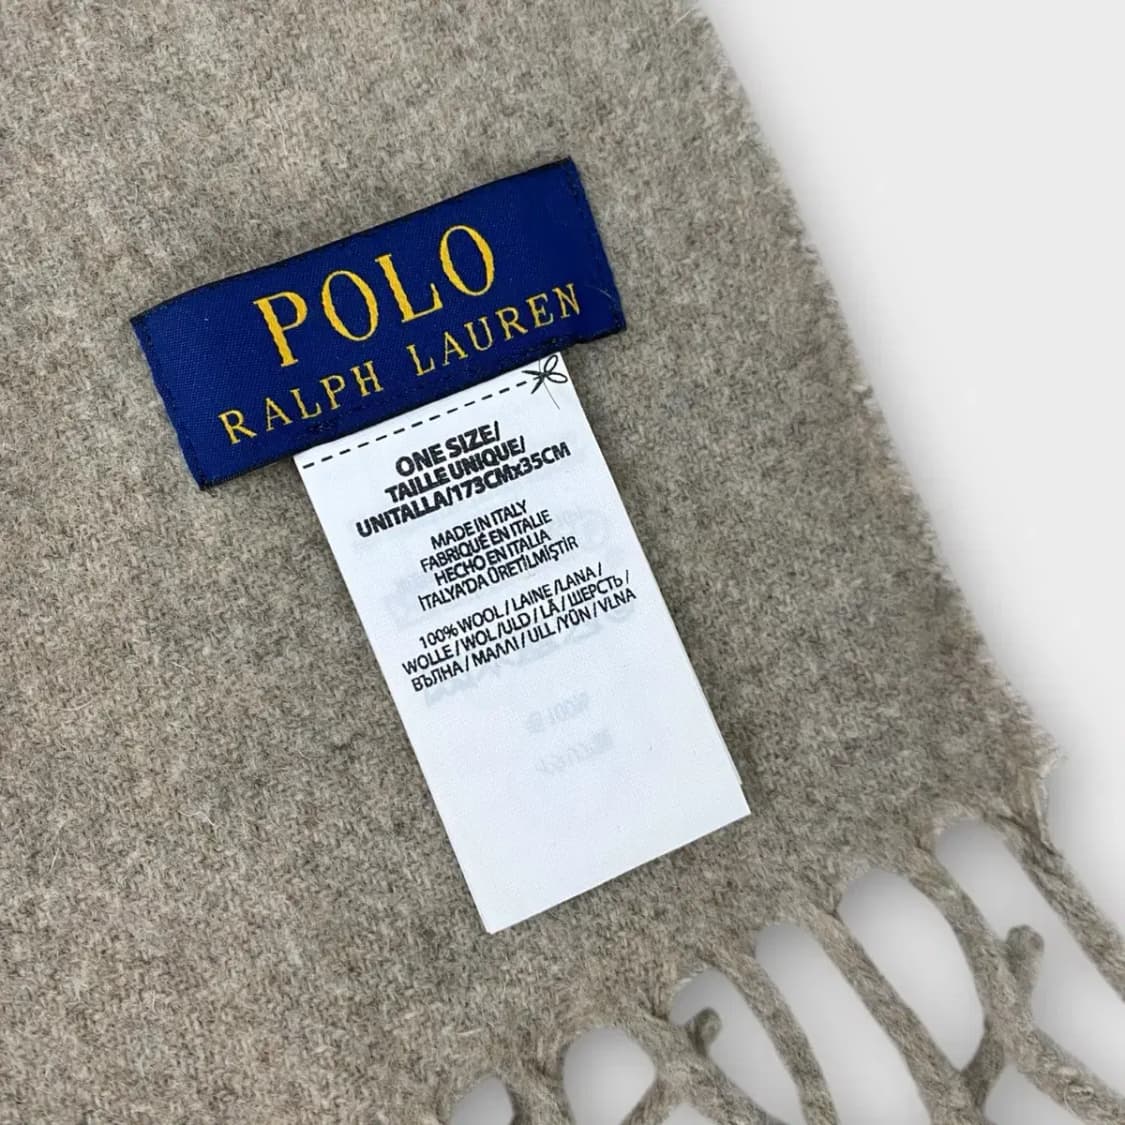 POLO
RALPH LAUREN
ONE SIZE/
TAILLE UNIQUE/
UNITALLA/173CMx35CM
MADE IN ITALY
FABRIQUÉ EN ITALIE
HECHO EN ITALIA
İTALYA'DA ÜRETİLMİŞTİR
100% WOOL / LAINE /LANA /
WOLLE / WOL /ULD / LÃ / ШЕРСТЬ /
ВЪЛНА / ΜΑΛΛΙ / ULL /YÜN / VLNA